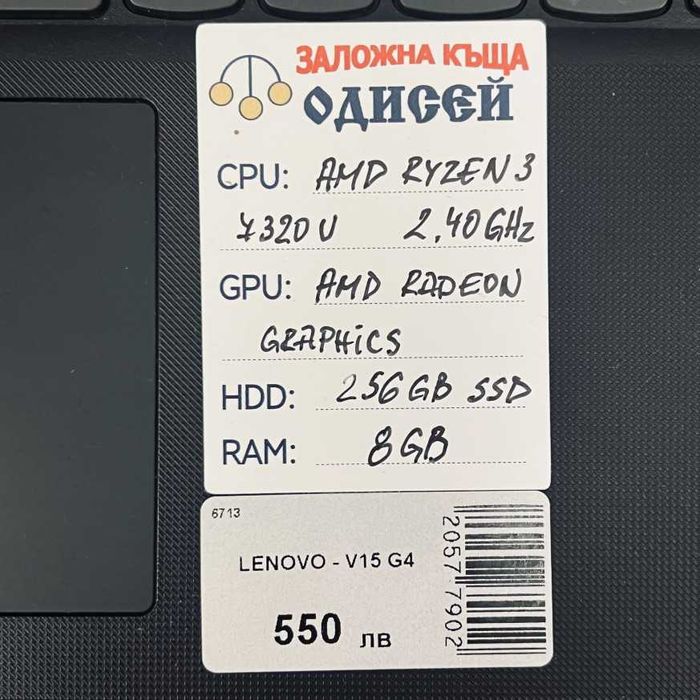 ЗАЛОЖНА КЪЩА
ОДИСЕЙ
CPU: AMD RYZEN 3
7320U 2,40GHz
GPU: AMD RADEON
GRAPHICS
HDD: 256GB SSD
RAM: 8GB
6713
LENOVO - V15 G4
550 лв
20577902